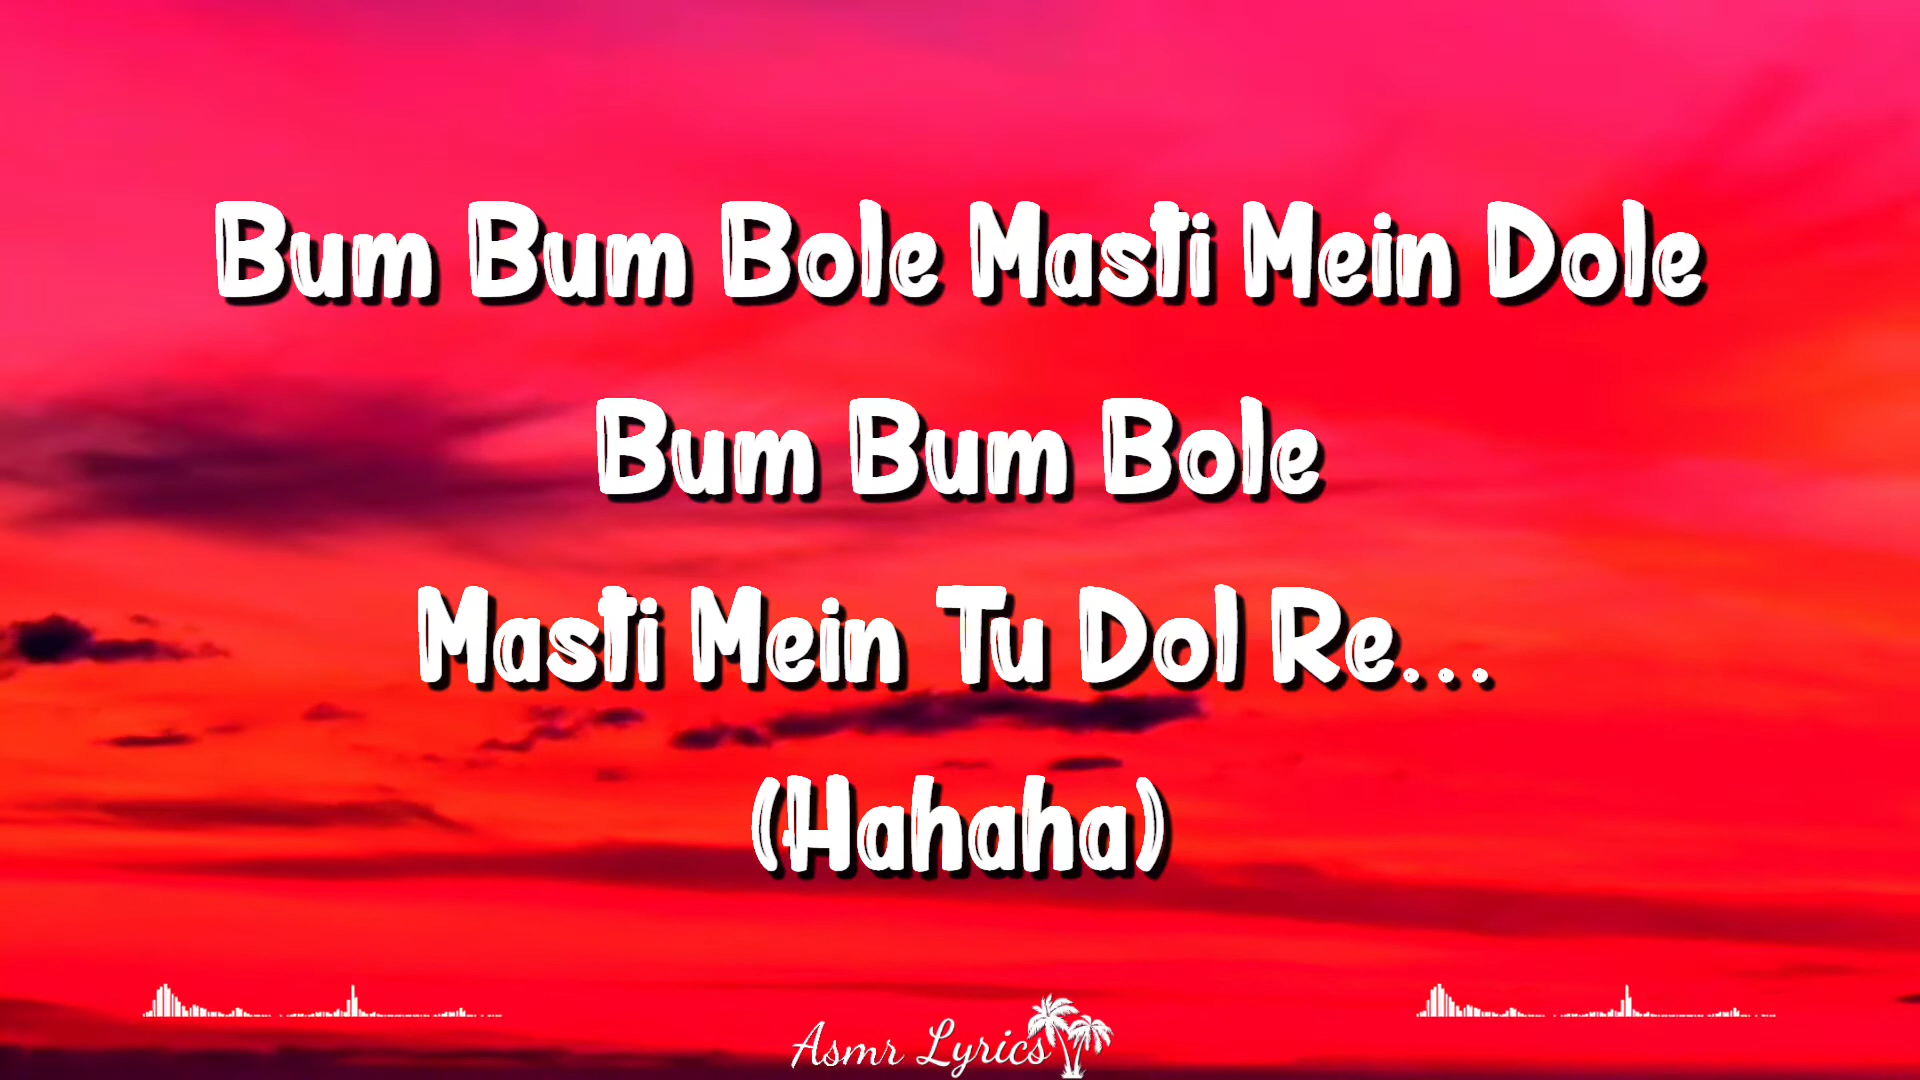 Bum Bum Bole Masti Mein Dole
Bum Bum Bole
Masti Mein Tu Dol Re...
(Hahaha)
Asmr Lyrics